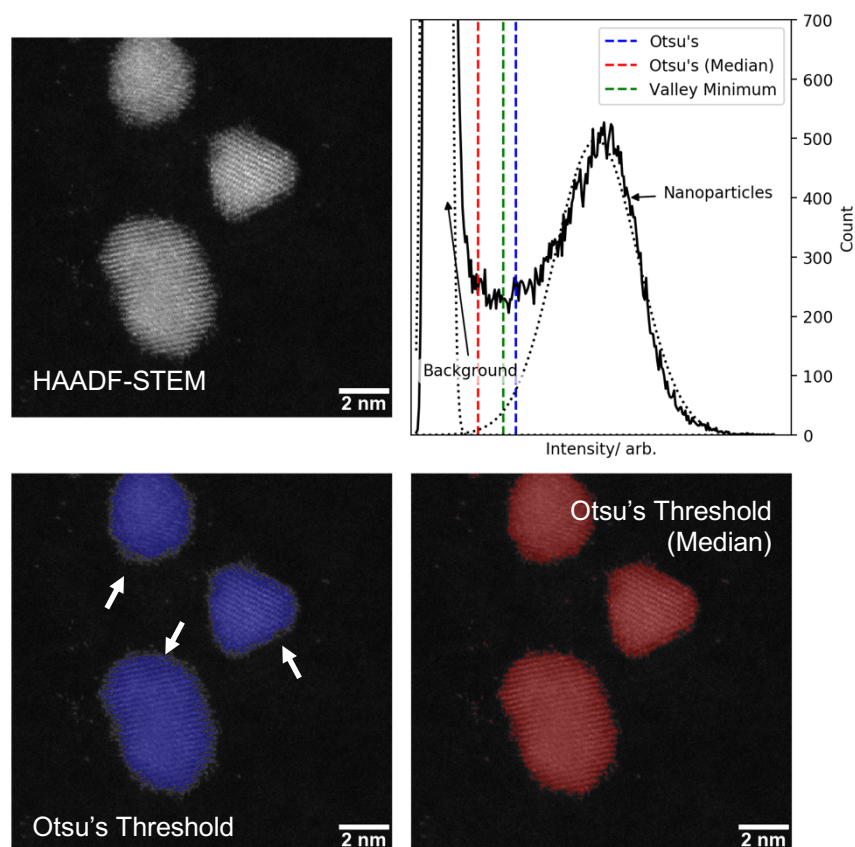 HAADF-STEM
2 nm
Otsu's
Otsu's (Median)
Valley Minimum
Nanoparticles
Background
700
600
500
400
300
200
100
0
Count
Intensity/ arb.
Otsu’s Threshold
2 nm
Otsu’s Threshold
(Median)
2 nm